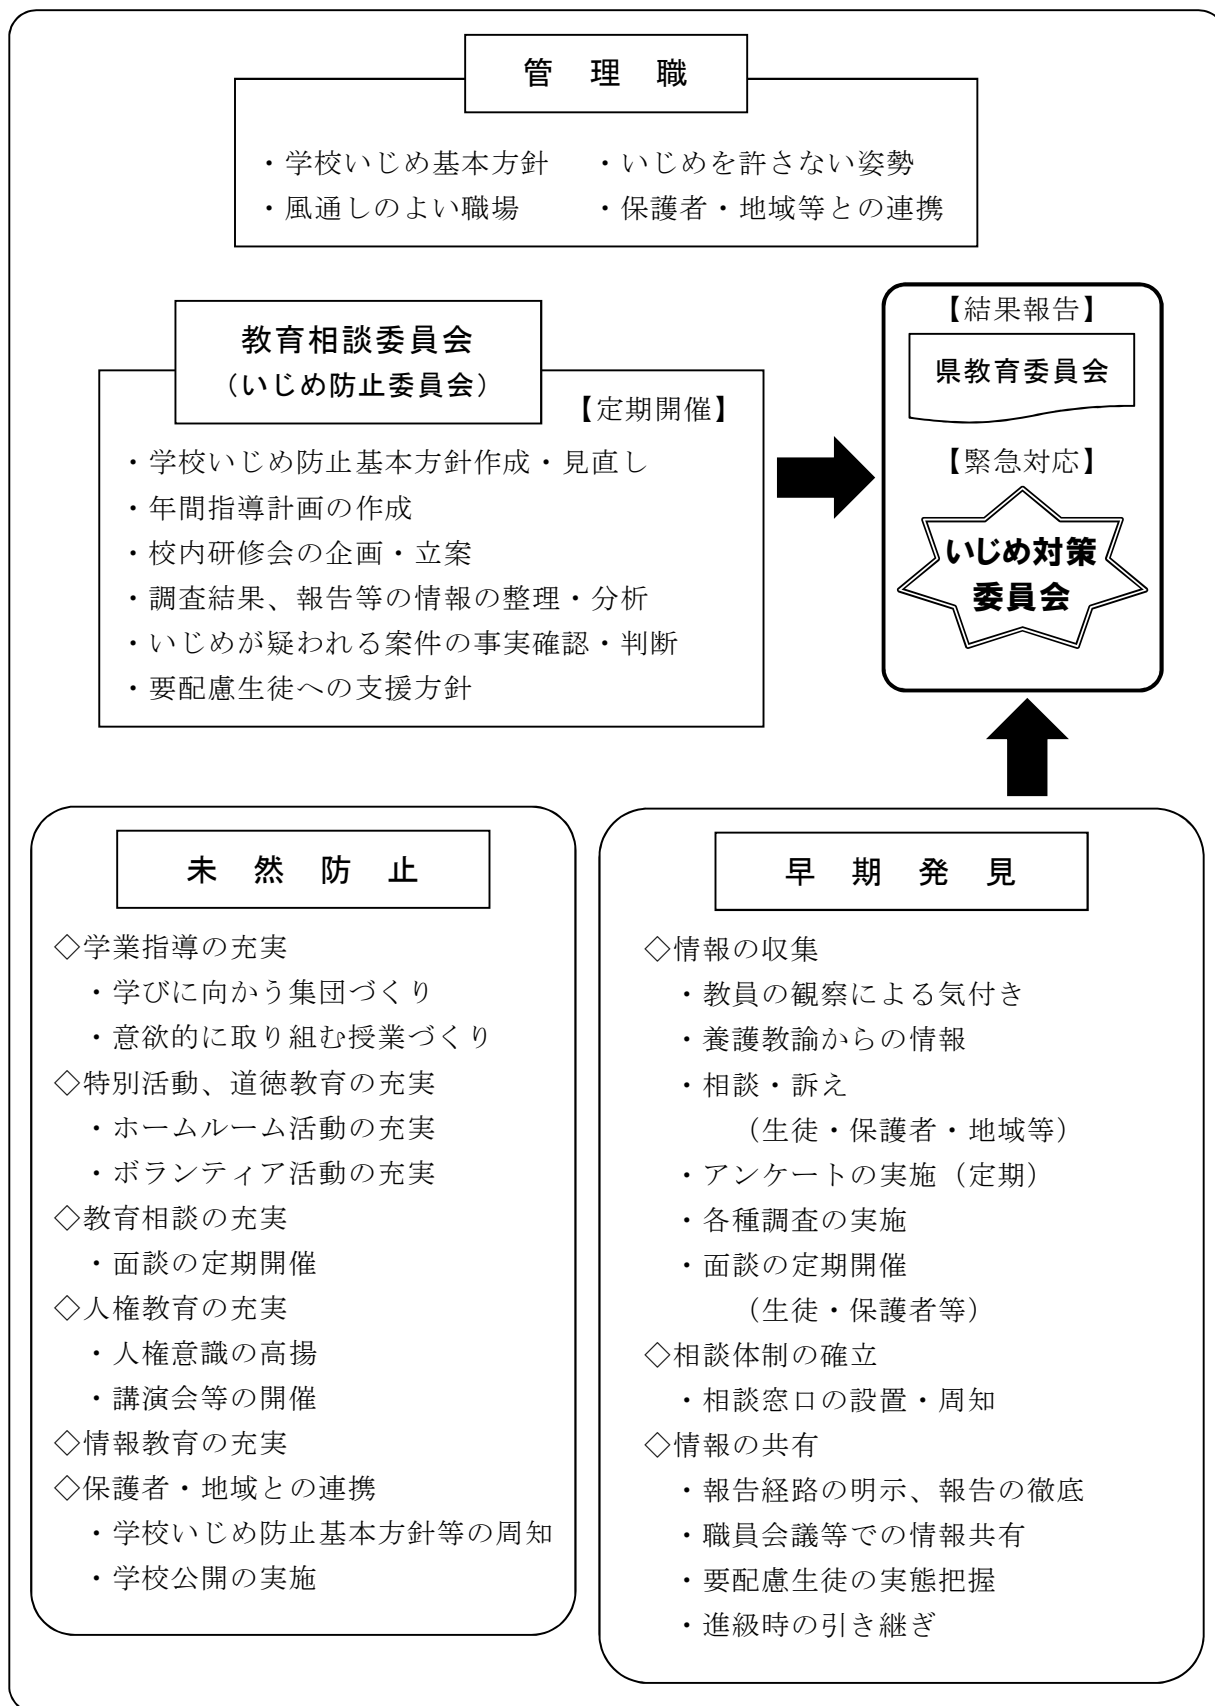 管理職
・学校いじめ基本方針 ・いじめを許さない姿勢
・風通しのよい職場 ・保護者・地域等との連携
教育相談委員会
(いじめ防止委員会)
【定期開催】
・学校いじめ防止基本方針作成・見直し
・年間指導計画の作成
・校内研修会の企画・立案
・調査結果、報告等の情報の整理・分析
・いじめが疑われる案件の事実確認・判断
・要配慮生徒への支援方針
【結果報告】
県教育委員会
【緊急対応】
いじめ対策
委員会
未然防止
◇学業指導の充実
・学びに向かう集団づくり
・意欲的に取り組む授業づくり
◇特別活動、道徳教育の充実
・ホームルーム活動の充実
・ボランティア活動の充実
◇教育相談の充実
・面談の定期開催
◇人権教育の充実
・人権意識の高揚
・講演会等の開催
◇情報教育の充実
◇保護者・地域との連携
・学校いじめ防止基本方針等の周知
・学校公開の実施
早期発見
◇情報の収集
・教員の観察による気付き
・養護教諭からの情報
・相談・訴え
(生徒・保護者・地域等)
・アンケートの実施(定期)
・各種調査の実施
・面談の定期開催
(生徒・保護者等)
◇相談体制の確立
・相談窓口の設置・周知
◇情報の共有
・報告経路の明示、報告の徹底
・職員会議等での情報共有
・要配慮生徒の実態把握
・進級時の引き継ぎ